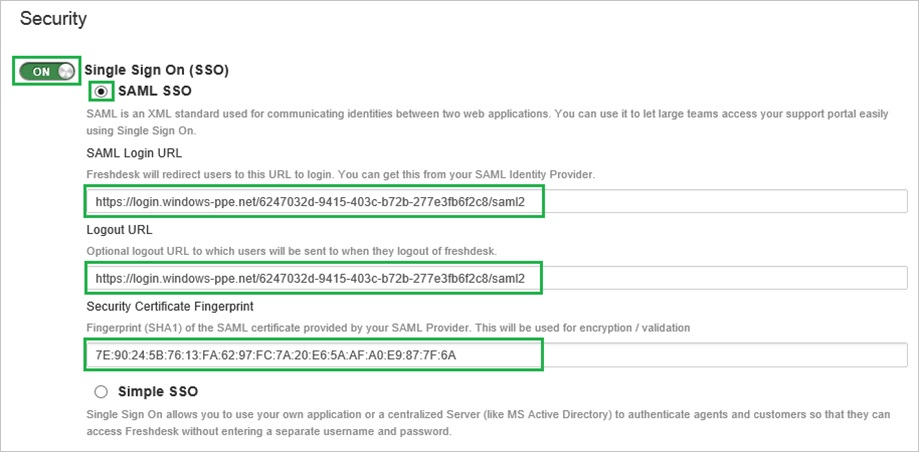 Security
ON Single Sign On (SSO)
SAML SSO
SAML is an XML standard used for communicating identities between two web applications. You can use it to let large teams access your support portal easily
using Single Sign On.
SAML Login URL
Freshdesk will redirect users to this URL to login. You can get this from your SAML Identity Provider.
https://login.windows-ppe.net/6247032d-9415-403c-b72b-277e3fb6f2c8/saml2
Logout URL
Optional logout URL to which users will be sent to when they logout of freshdesk.
https://login.windows-ppe.net/6247032d-9415-403c-b72b-277e3fb6f2c8/saml2
Security Certificate Fingerprint
Fingerprint (SHA1) of the SAML certificate provided by your SAML Provider. This will be used for encryption / validation
7E:90:24:5B:76:13:FA:62:97:FC:7A:20:E6:5A:AF:A0:E9:87:7F:6A
Simple SSO
Single Sign On allows you to use your own application or a centralized Server (like MS Active Directory) to authenticate agents and customers so that they can
access Freshdesk without entering a separate username and password.